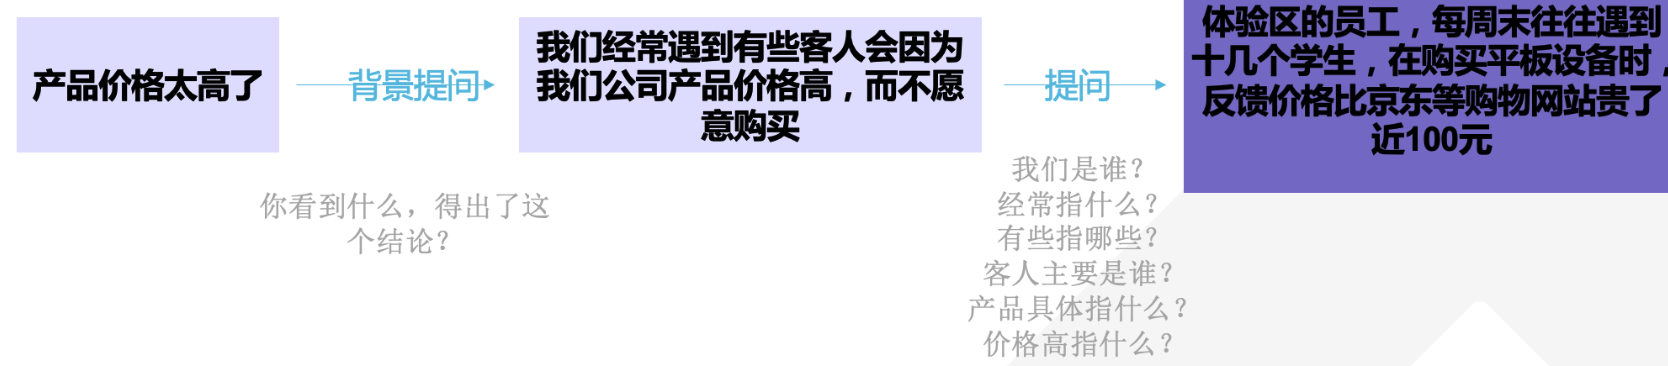 产品价格太高了
背景提问
你看到什么，得出了这
个结论？
我们经常遇到有些客人会因为
我们公司产品价格高，而不愿
意购买
提问
我们是谁？
经常指什么？
有些指哪些？
客人主要是谁？
产品具体指什么？
价格高指什么？
体验区的员工，每周末往往遇到
十几个学生，在购买平板设备时，
反馈价格比京东等购物网站贵了
近100元